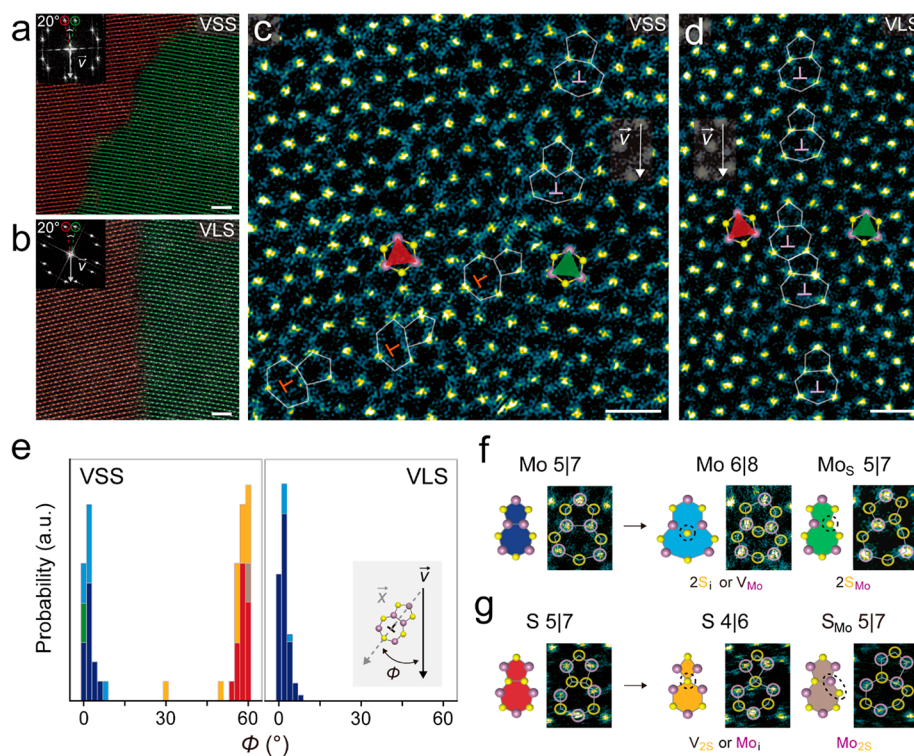 a
20°
v
VSS
b
20°
v
VLS
c
VSS
v
d
VLS
v
e
VSS
VLS
Probability (a.u.)
v
x
Φ
0
30
60
0
30
60
Φ (°)
f
Mo 5|7
Mo 6|8
MoS 5|7
2Si or VMo
2SMo
g
S 5|7
S 4|6
SMo 5|7
V2S or Moi
Mo2S